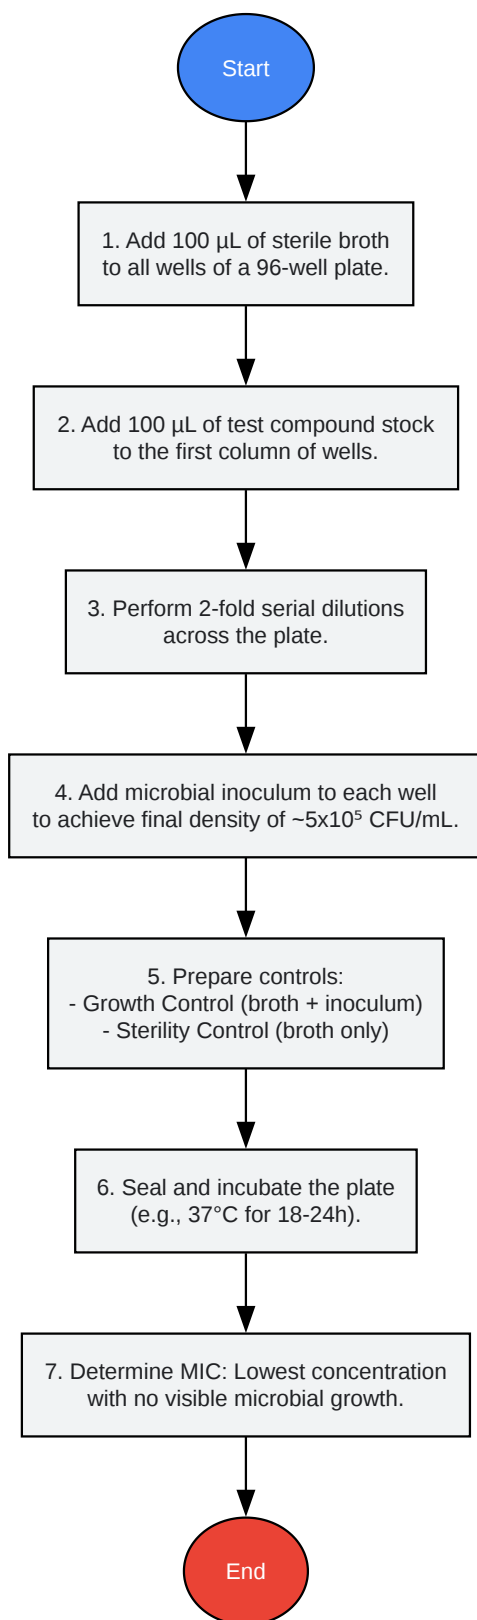 Start
1. Add 100 µL of sterile broth
to all wells of a 96-well plate.
2. Add 100 µL of test compound stock
to the first column of wells.
3. Perform 2-fold serial dilutions
across the plate.
4. Add microbial inoculum to each well
to achieve final density of ~5x10⁵ CFU/mL.
5. Prepare controls:
- Growth Control (broth + inoculum)
- Sterility Control (broth only)
6. Seal and incubate the plate
(e.g., 37°C for 18-24h).
7. Determine MIC: Lowest concentration
with no visible microbial growth.
End